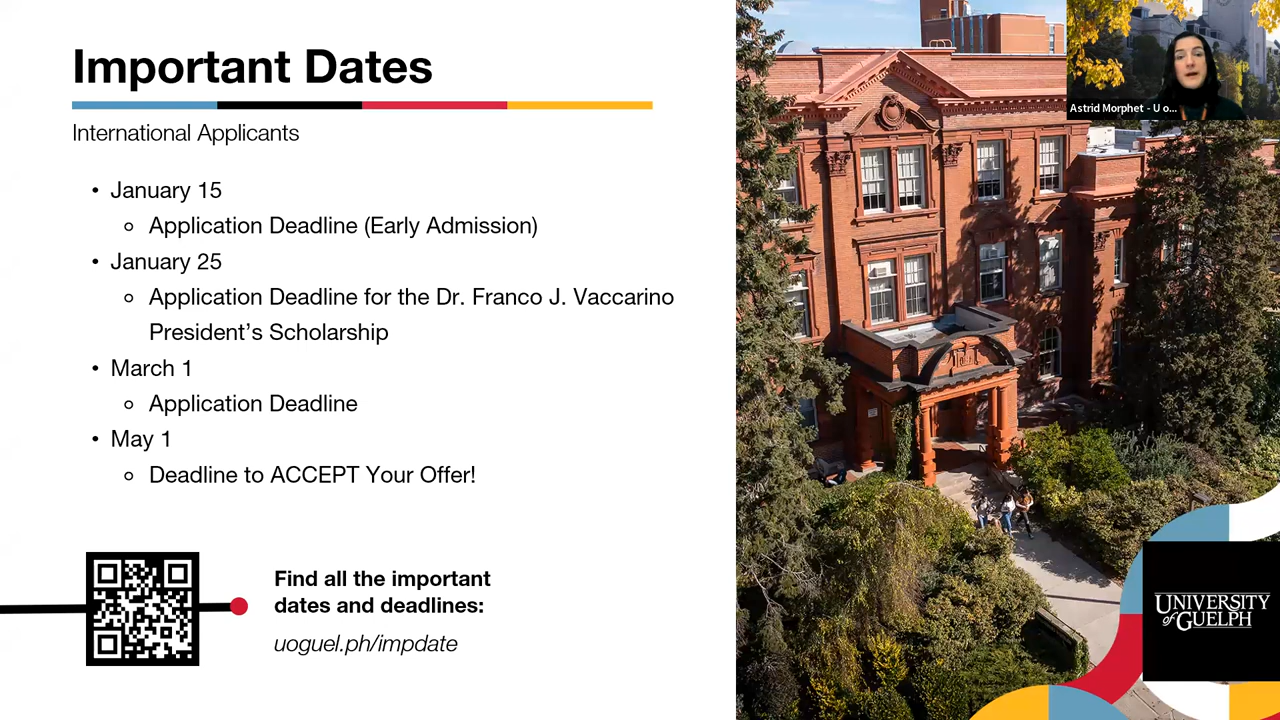 Important Dates
International Applicants
• January 15
Application Deadline (Early Admission)
• January 25
Application Deadline for the Dr. Franco J. Vaccarino
President’s Scholarship
• March 1
Application Deadline
• May 1
Deadline to ACCEPT Your Offer!
Find all the important
dates and deadlines:
uoguel.ph/impdate
Astrid Morphet - U o...
UNIVERSITY
of GUELPH